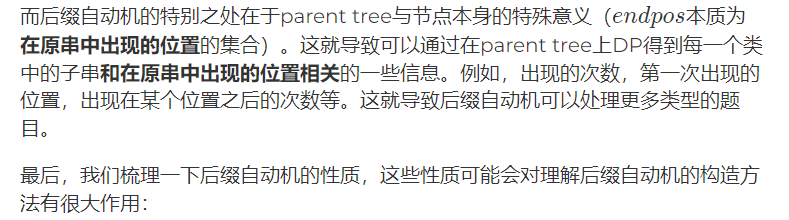 而后缀自动机的特别之处在于parent tree与节点本身的特殊意义（endpos本质为
在原串中出现的位置的集合）。这就导致可以通过在parent tree上DP得到每一个类
中的子串和在原串中出现的位置相关的一些信息。例如，出现的次数，第一次出现的
位置，出现在某个位置之后的次数等。这就导致后缀自动机可以处理更多类型的题
目。
最后，我们梳理一下后缀自动机的性质，这些性质可能会对理解后缀自动机的构造方
法有很大作用：